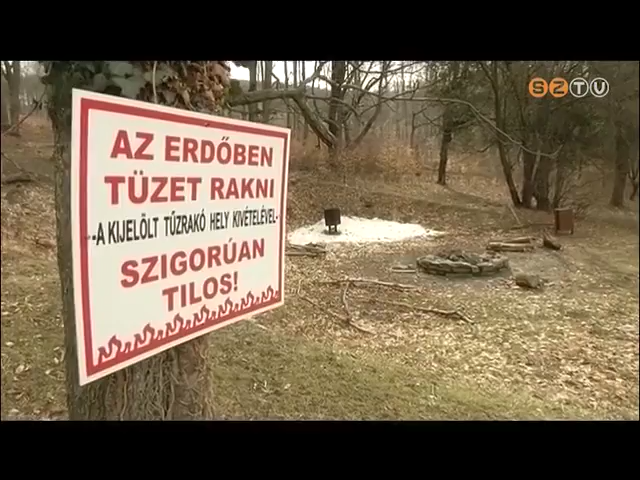 SZTV
AZ ERDŐBEN
TÜZET RAKNI
-A KIJELÖLT TŰZRAKÓ HELY KIVÉTELÉVEL-
SZIGORÚAN
TILOS!